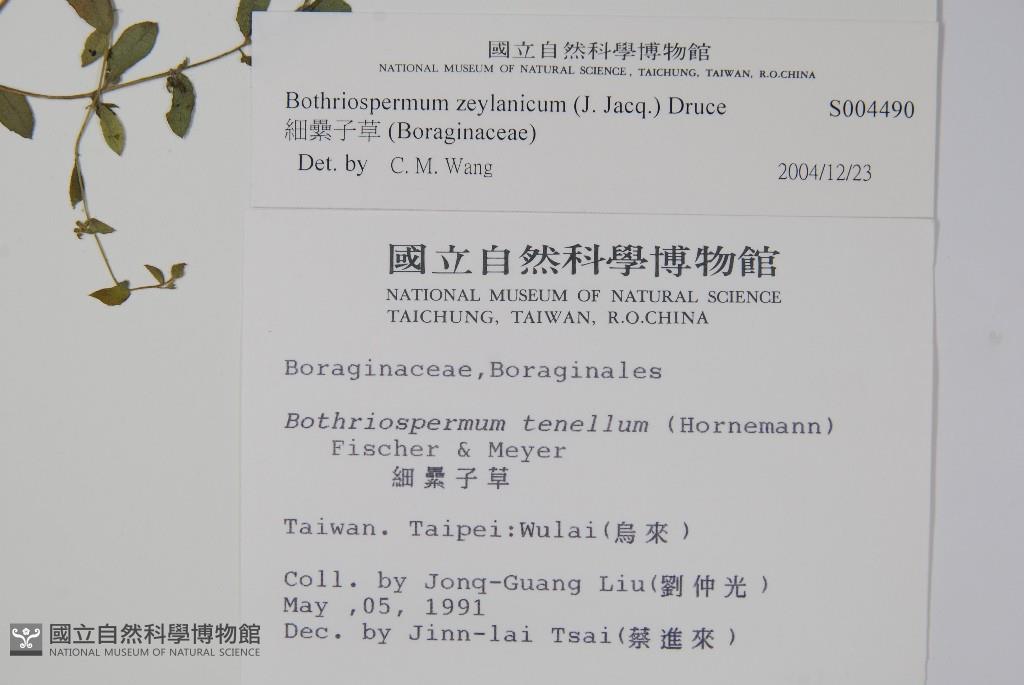 國立自然科學博物館
NATIONAL MUSEUM OF NATURAL SCIENCE, TAICHUNG, TAIWAN, R.O.CHINA
Bothriospermum zeylanicum (J. Jacq.) Druce S004490
細纍子草 (Boraginaceae)
Det. by C. M. Wang 2004/12/23
國立自然科學博物館
NATIONAL MUSEUM OF NATURAL SCIENCE
TAICHUNG, TAIWAN, R.O.CHINA
Boraginaceae,Boraginales
Bothriospermum tenellum (Hornemann)
Fischer & Meyer
細纍子草
Taiwan. Taipei:Wulai(烏來)
Coll. by Jonq-Guang Liu(劉仲光)
May ,05, 1991
Dec. by Jinn-lai Tsai(蔡進來)
國立自然科學博物館
NATIONAL MUSEUM OF NATURAL SCIENCE